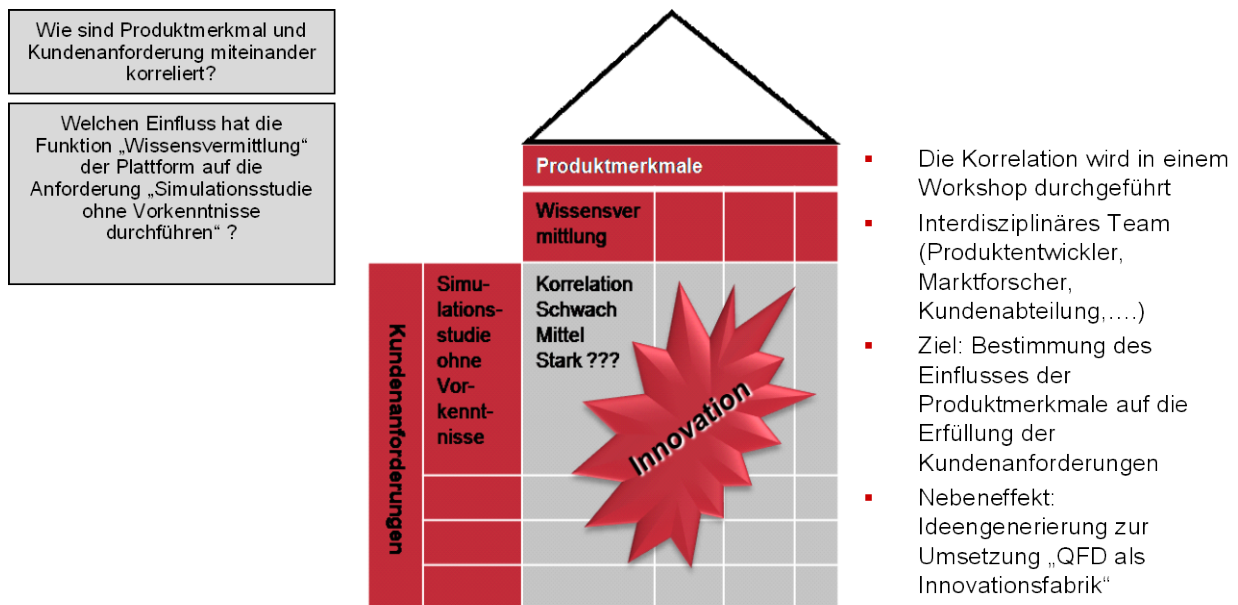 Wie sind Produktmerkmal und
Kundenanforderung miteinander
korreliert?
Welchen Einfluss hat die
Funktion „Wissensvermittlung“
der Plattform auf die
Anforderung „Simulationsstudie
ohne Vorkenntnisse
durchführen“ ?
Produktmerkmale
Wissensver
mittlung
Kundenanforderungen
Simu-
lations-
studie
ohne
Vor-
kennt-
nisse
Korrelation
Schwach
Mittel
Stark ???
Innovation
▪ Die Korrelation wird in einem
Workshop durchgeführt
▪ Interdisziplinäres Team
(Produktentwickler,
Marktforscher,
Kundenabteilung,....)
▪ Ziel: Bestimmung des
Einflusses der
Produktmerkmale auf die
Erfüllung der
Kundenanforderungen
▪ Nebeneffekt:
Ideengenerierung zur
Umsetzung „QFD als
Innovationsfabrik“